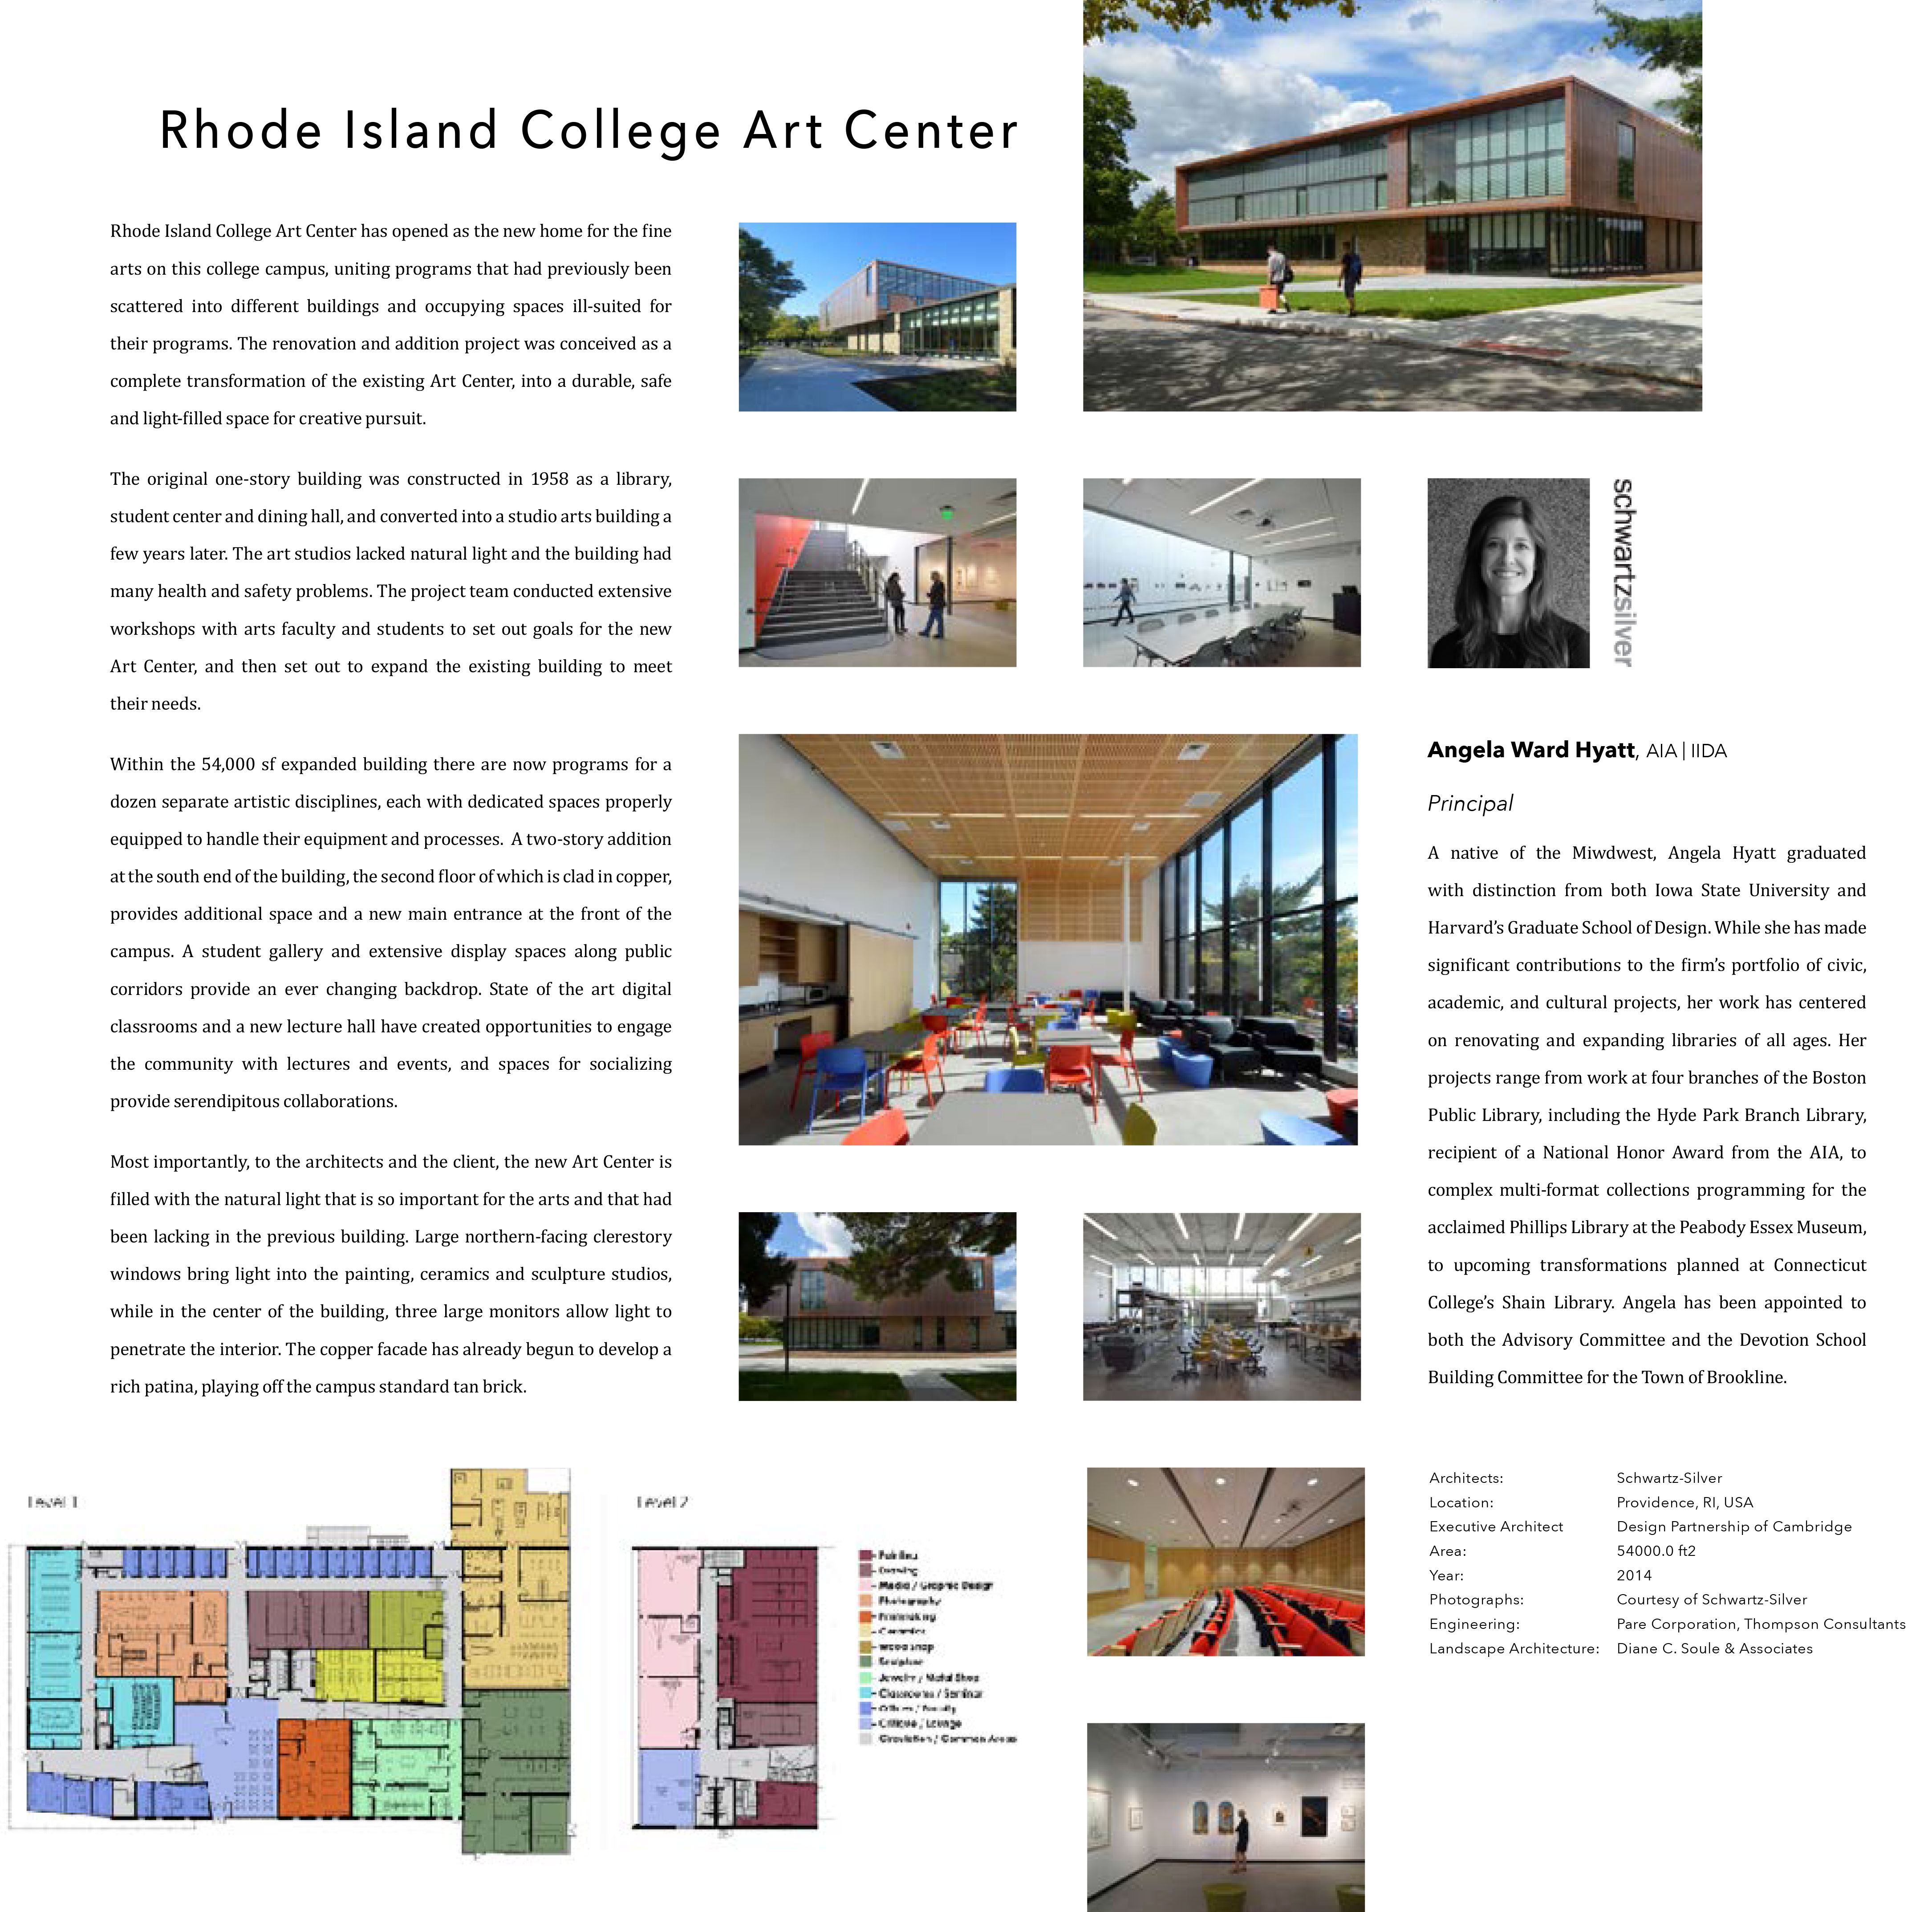 Rhode Island College Art Center
Rhode Island College Art Center has opened as the new home for the fine
arts on this college campus, uniting programs that had previously been
scattered into different buildings and occupying spaces ill-suited for
their programs. The renovation and addition project was conceived as a
complete transformation of the existing Art Center, into a durable, safe
and light-filled space for creative pursuit.
The original one-story building was constructed in 1958 as a library,
student center and dining hall, and converted into a studio arts building a
few years later. The art studios lacked natural light and the building had
many health and safety problems. The project team conducted extensive
workshops with arts faculty and students to set out goals for the new
Art Center, and then set out to expand the existing building to meet
their needs.
Within the 54,000 sf expanded building there are now programs for a
dozen separate artistic disciplines, each with dedicated spaces properly
equipped to handle their equipment and processes. A two-story addition
at the south end of the building, the second floor of which is clad in copper,
provides additional space and a new main entrance at the front of the
campus. A student gallery and extensive display spaces along public
corridors provide an ever changing backdrop. State of the art digital
classrooms and a new lecture hall have created opportunities to engage
the community with lectures and events, and spaces for socializing
provide serendipitous collaborations.
Most importantly, to the architects and the client, the new Art Center is
filled with the natural light that is so important for the arts and that had
been lacking in the previous building. Large northern-facing clerestory
windows bring light into the painting, ceramics and sculpture studios,
while in the center of the building, three large monitors allow light to
penetrate the interior. The copper facade has already begun to develop a
rich patina, playing off the campus standard tan brick.
schwartzsilver
Angela Ward Hyatt, AIA | IIDA
Principal
A native of the Miwdwest, Angela Hyatt graduated
with distinction from both Iowa State University and
Harvard's Graduate School of Design. While she has made
significant contributions to the firm's portfolio of civic,
academic, and cultural projects, her work has centered
on renovating and expanding libraries of all ages. Her
projects range from work at four branches of the Boston
Public Library, including the Hyde Park Branch Library,
recipient of a National Honor Award from the AIA, to
complex multi-format collections programming for the
acclaimed Phillips Library at the Peabody Essex Museum,
to upcoming transformations planned at Connecticut
College's Shain Library. Angela has been appointed to
both the Advisory Committee and the Devotion School
Building Committee for the Town of Brookline.
Level 1
Level 2
Painting
Drawing
Media / Graphic Design
Photography
Printmaking
Ceramics
Wood Shop
Sculpture
Jewelry / Metal Shop
Classrooms / Seminar
Offices / Faculty
Critique / Lounge
Circulation / Common Areas
Architects: Schwartz-Silver
Location: Providence, RI, USA
Executive Architect Design Partnership of Cambridge
Area: 54000.0 ft2
Year: 2014
Photographs: Courtesy of Schwartz-Silver
Engineering: Pare Corporation, Thompson Consultants
Landscape Architecture: Diane C. Soule & Associates